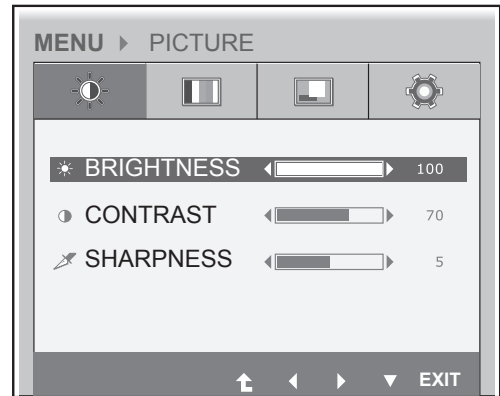 MENU PICTURE
BRIGHTNESS 100
CONTRAST 70
SHARPNESS 5
EXIT